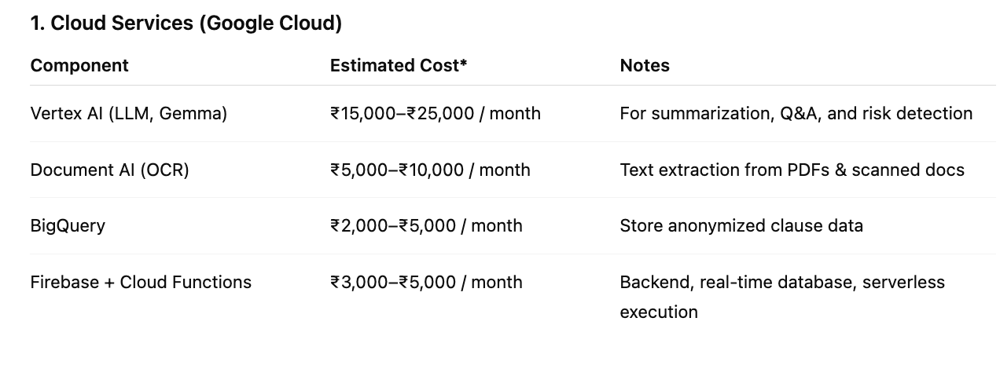 1. Cloud Services (Google Cloud)
Component Estimated Cost* Notes
Vertex AI (LLM, Gemma) ₹15,000–₹25,000 / month For summarization, Q&A, and risk detection
Document AI (OCR) ₹5,000–₹10,000 / month Text extraction from PDFs & scanned docs
BigQuery ₹2,000–₹5,000 / month Store anonymized clause data
Firebase + Cloud Functions ₹3,000–₹5,000 / month Backend, real-time database, serverless
execution